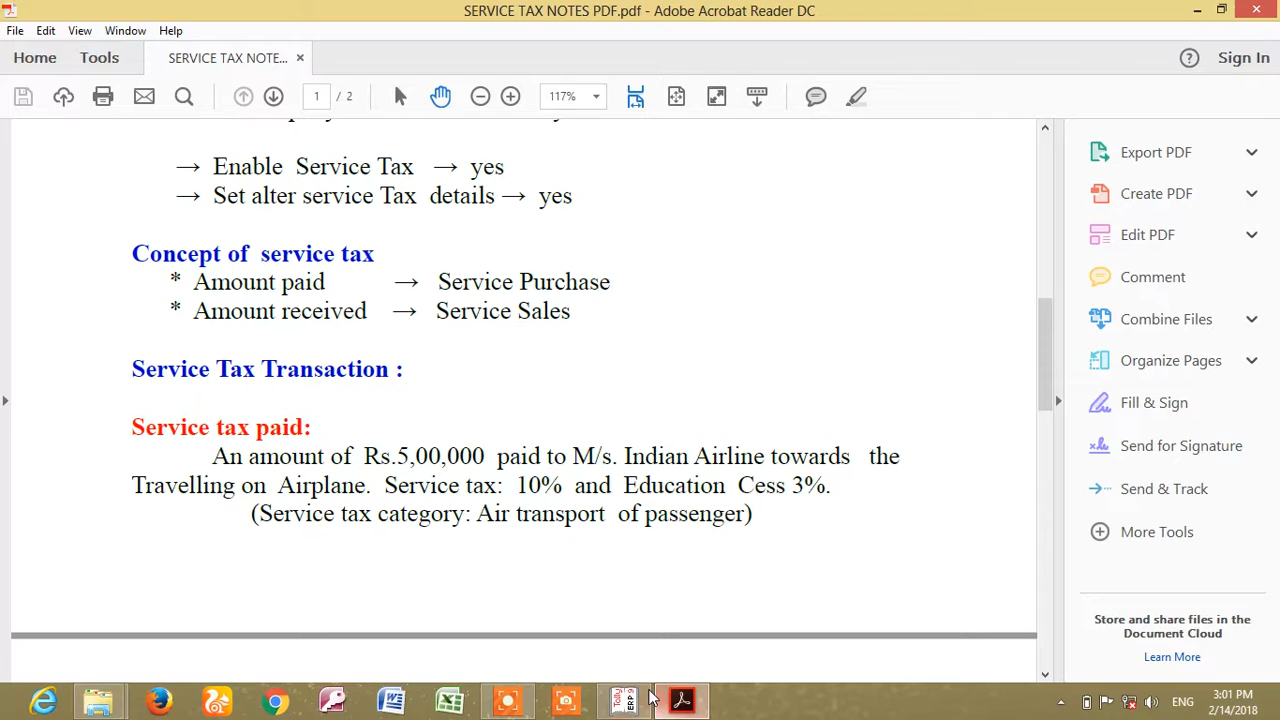 SERVICE TAX NOTES PDF.pdf - Adobe Acrobat Reader DC
File Edit View Window Help
Home Tools SERVICE TAX NOTE... × Sign In
1 / 2 117%
→ Enable Service Tax → yes
→ Set alter service Tax details → yes
Concept of service tax
* Amount paid → Service Purchase
* Amount received → Service Sales
Service Tax Transaction :
Service tax paid:
An amount of Rs.5,00,000 paid to M/s. Indian Airline towards the
Travelling on Airplane. Service tax: 10% and Education Cess 3%.
(Service tax category: Air transport of passenger)
Export PDF
Create PDF
Edit PDF
Comment
Combine Files
Organize Pages
Fill & Sign
Send for Signature
Send & Track
More Tools
Store and share files in the
Document Cloud
Learn More
Tally ERP9
ENG
3:01 PM
2/14/2018